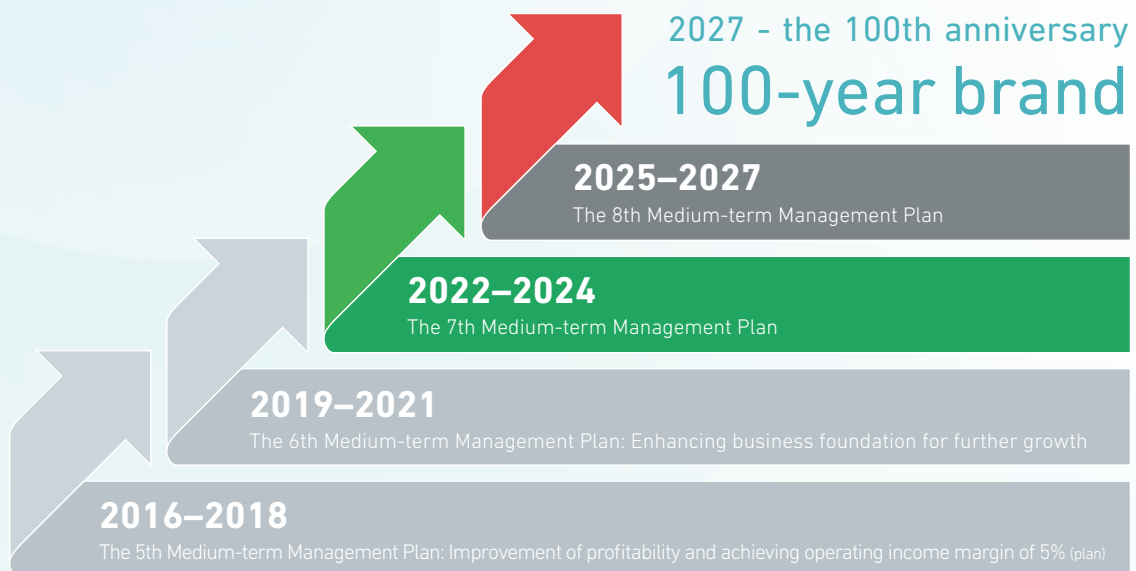 2027 - the 100th anniversary
100-year brand
2025–2027
The 8th Medium-term Management Plan
2022–2024
The 7th Medium-term Management Plan
2019–2021
The 6th Medium-term Management Plan: Enhancing business foundation for further growth
2016–2018
The 5th Medium-term Management Plan: Improvement of profitability and achieving operating income margin of 5% (plan)